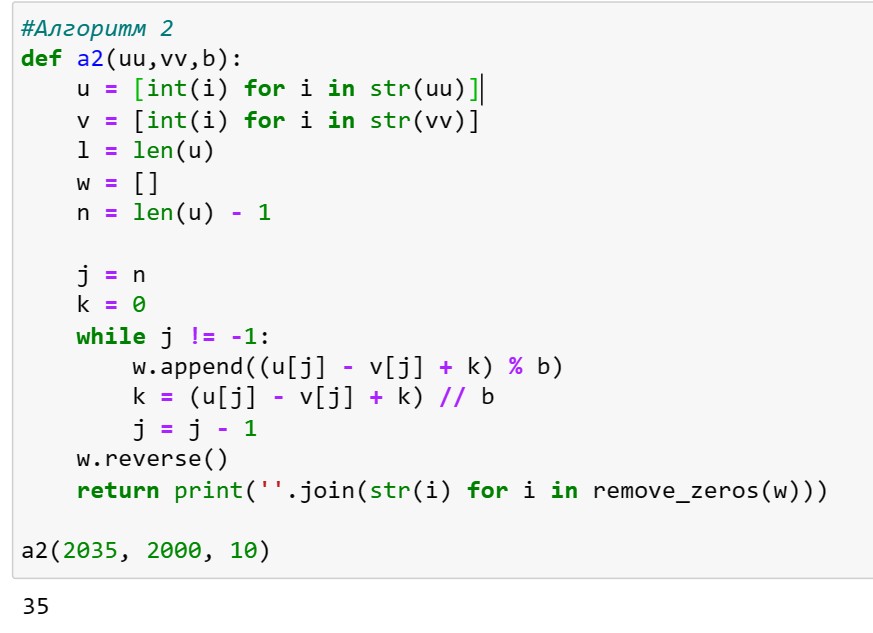 #Алгоритм 2
def a2(uu,vv,b):
    u = [int(i) for i in str(uu)]
    v = [int(i) for i in str(vv)]
    l = len(u)
    w = []
    n = len(u) - 1

    j = n
    k = 0
    while j != -1:
        w.append((u[j] - v[j] + k) % b)
        k = (u[j] - v[j] + k) // b
        j = j - 1
    w.reverse()
    return print(''.join(str(i) for i in remove_zeros(w)))

a2(2035, 2000, 10)
35